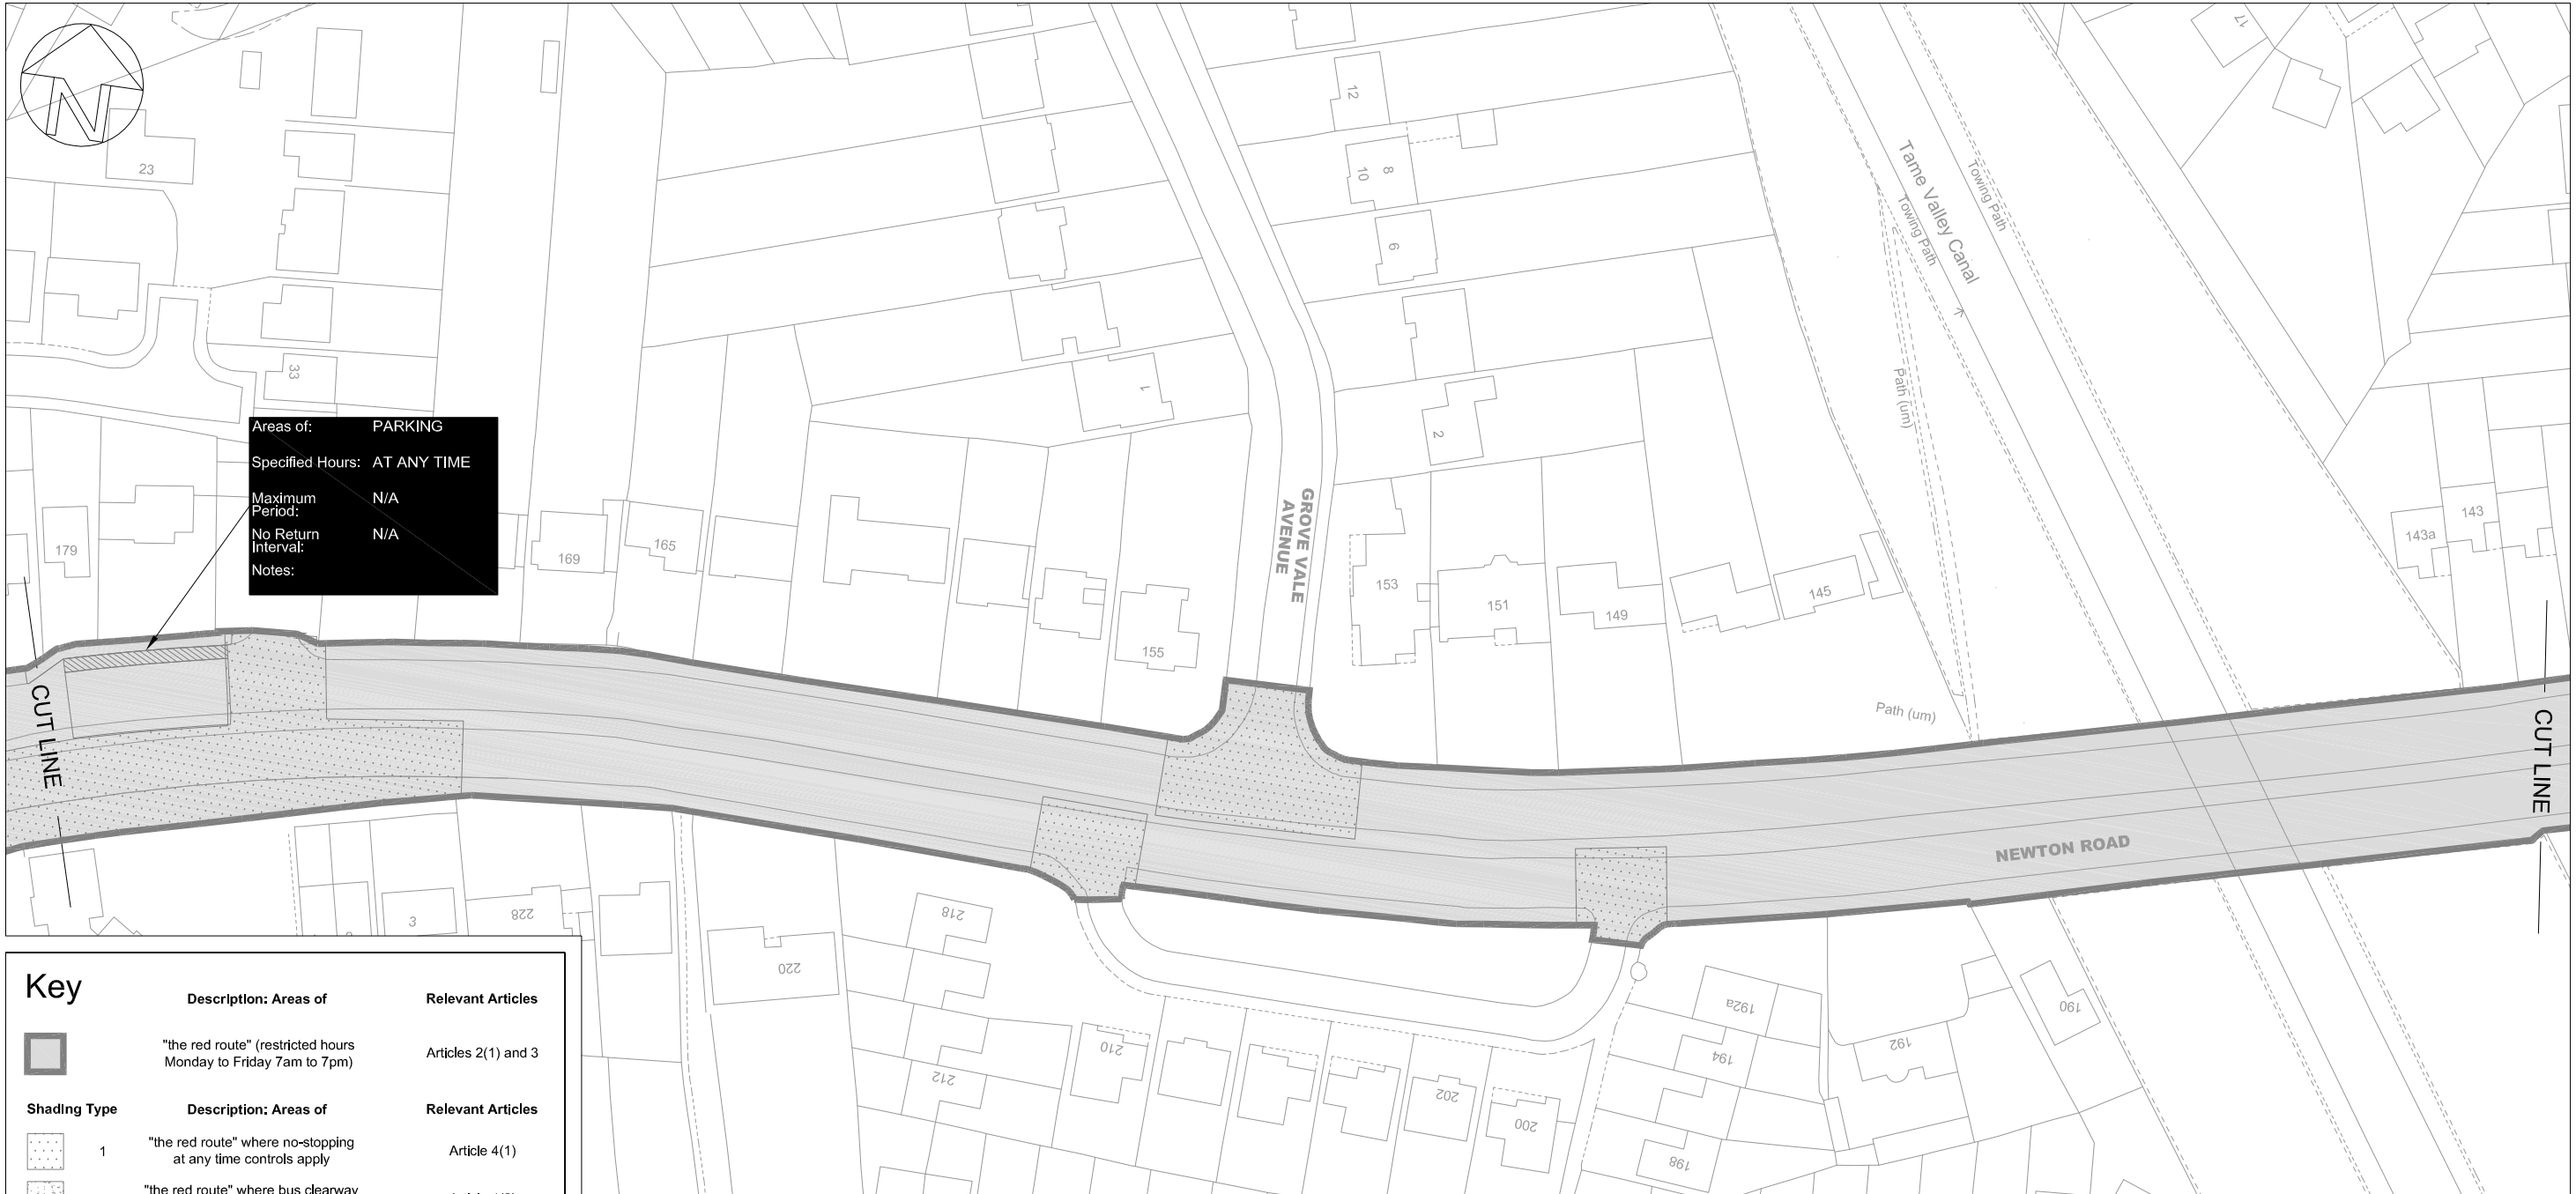 N
17
23
12
10
8
6
2
1
33
Tame Valley Canal
Towing Path
Towing Path
Path (um)
Path (um)
Areas of: PARKING
Specified Hours: AT ANY TIME
Maximum N/A
Period:
No Return N/A
Interval:
Notes:
179
169
165
155
GROVE VALE
AVENUE
153
151
149
145
143a
143
CUT LINE
CUT LINE
NEWTON ROAD
3
228
220
218
212
210
202
200
198
194
192a
192
190
Key
Description: Areas of Relevant Articles
"the red route" (restricted hours
Monday to Friday 7am to 7pm) Articles 2(1) and 3
Shading Type Description: Areas of Relevant Articles
1 "the red route" where no-stopping
at any time controls apply Article 4(1)
"the red route" where bus clearway